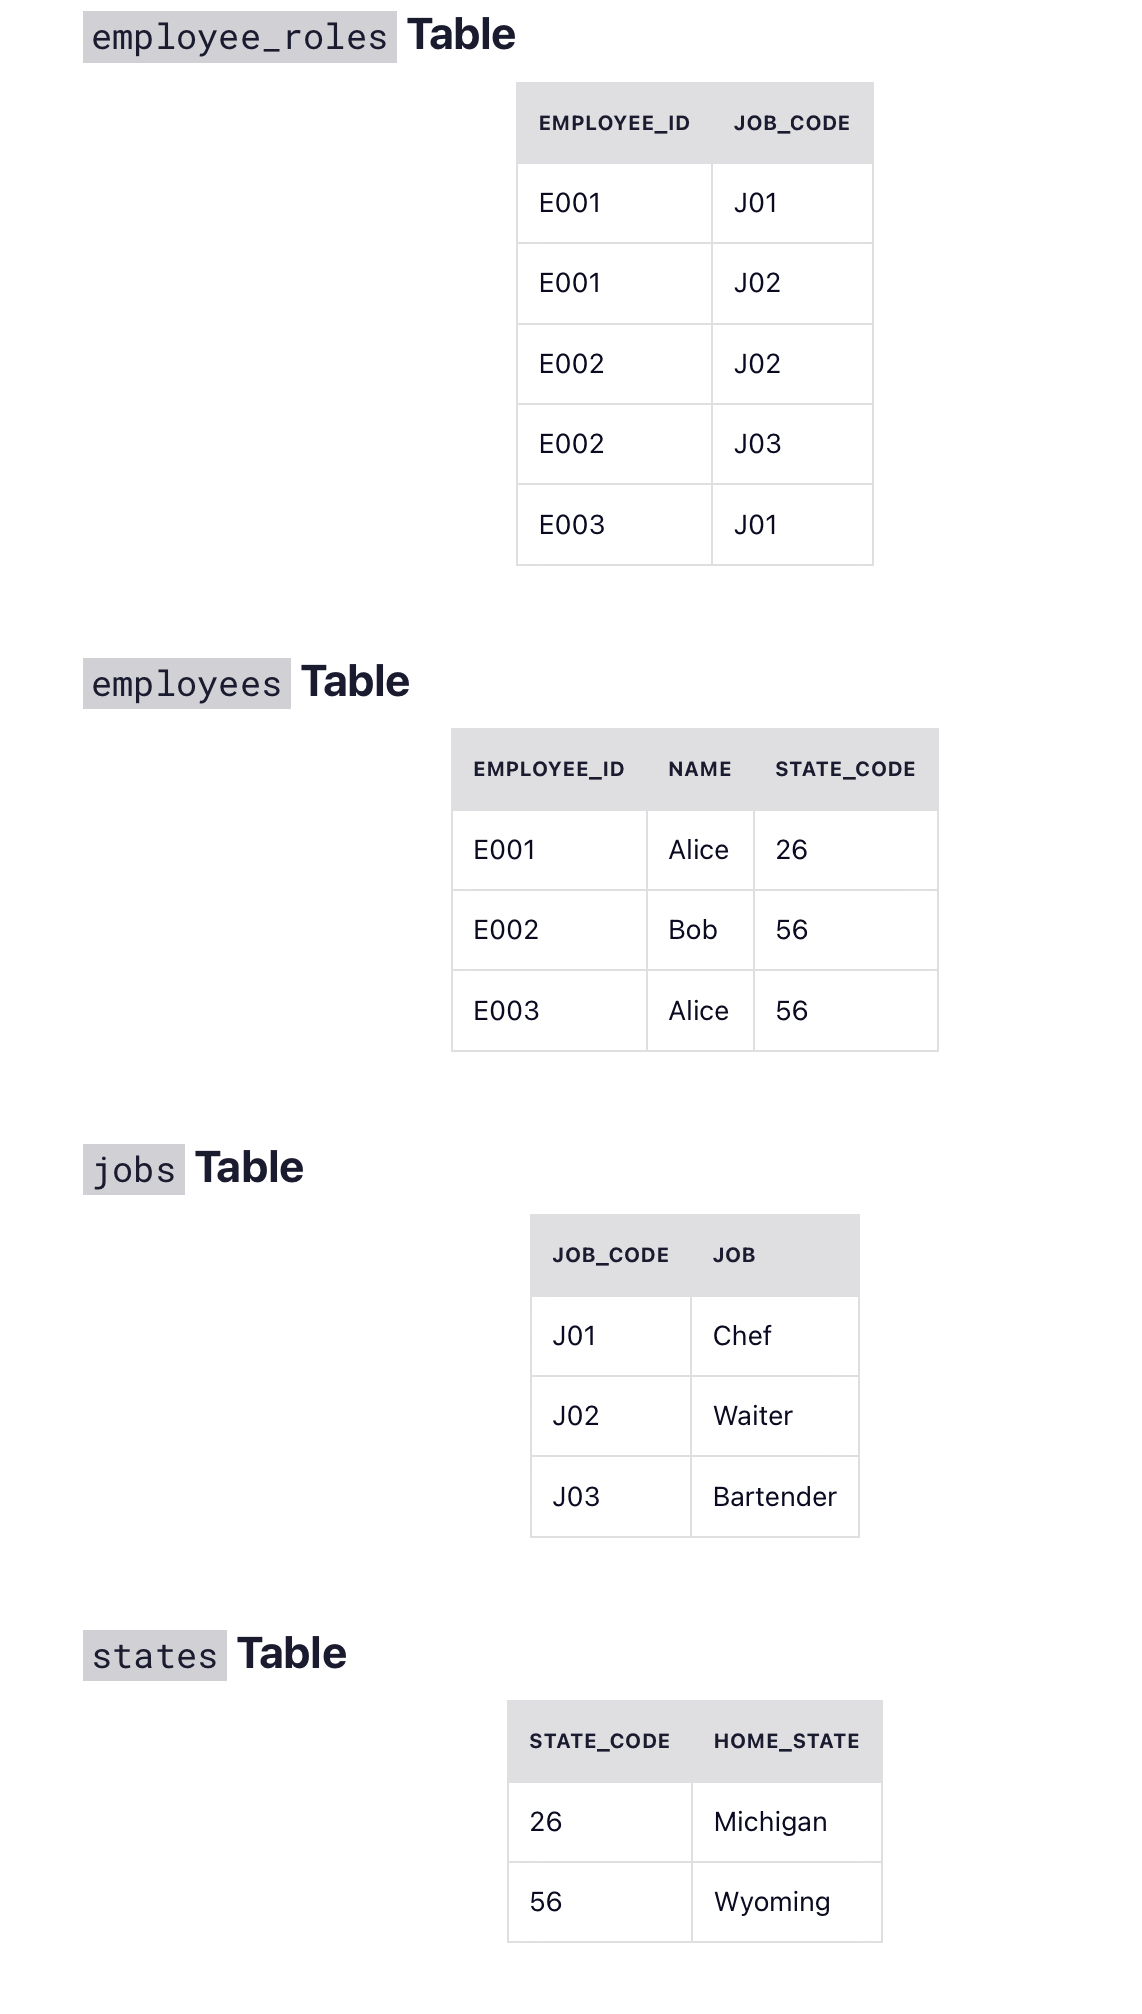 employee_roles Table
EMPLOYEE_ID JOB_CODE
E001 J01
E001 J02
E002 J02
E002 J03
E003 J01
employees Table
EMPLOYEE_ID NAME STATE_CODE
E001 Alice 26
E002 Bob 56
E003 Alice 56
jobs Table
JOB_CODE JOB
J01 Chef
J02 Waiter
J03 Bartender
states Table
STATE_CODE HOME_STATE
26 Michigan
56 Wyoming